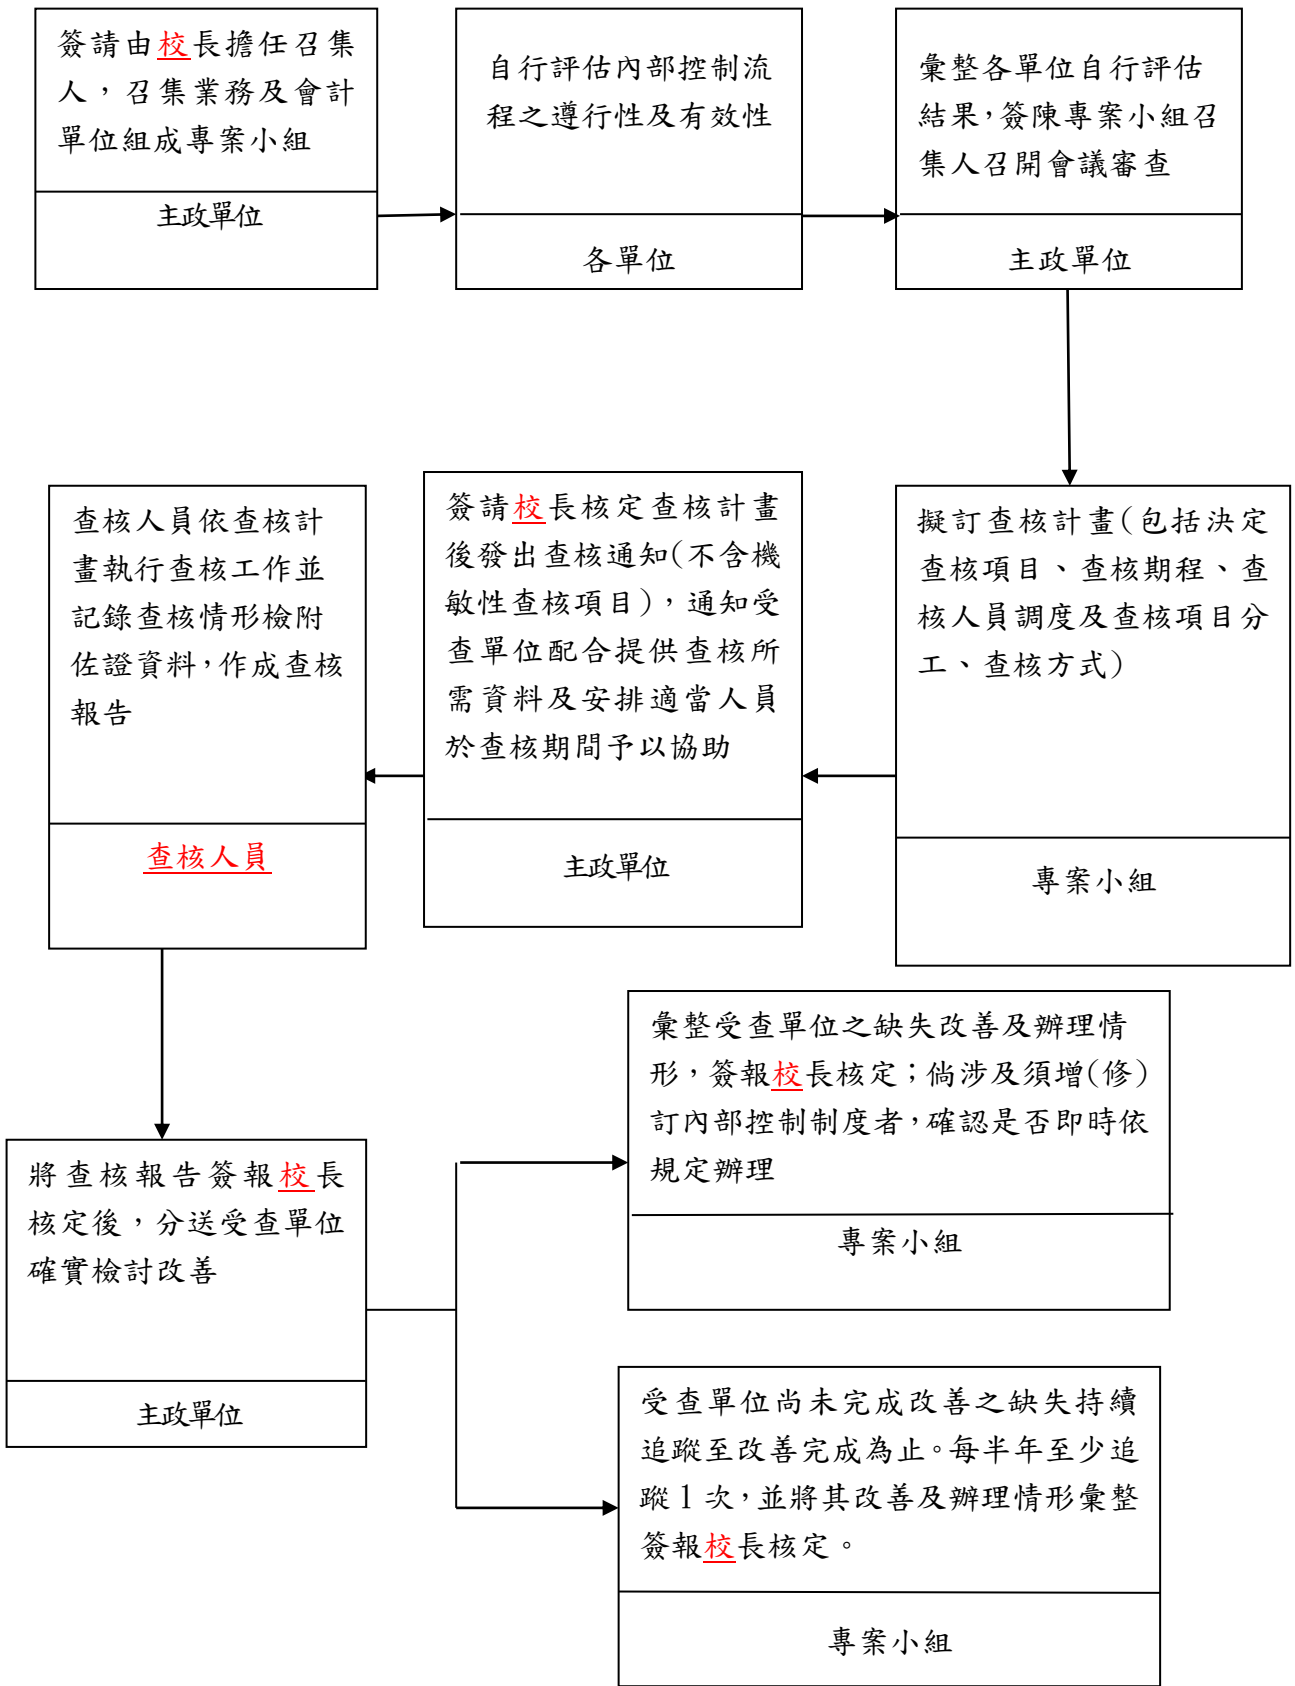 簽請由校長擔任召集
人，召集業務及會計
單位組成專案小組
主政單位
自行評估內部控制流
程之遵行性及有效性
各單位
彙整各單位自行評估
結果，簽陳專案小組召
集人召開會議審查
主政單位
擬訂查核計畫(包括決定
查核項目、查核期程、查
核人員調度及查核項目分
工、查核方式)
專案小組
簽請校長核定查核計畫
後發出查核通知(不含機
敏性查核項目)，通知受
查單位配合提供查核所
需資料及安排適當人員
於查核期間予以協助
主政單位
查核人員依查核計
畫執行查核工作並
記錄查核情形檢附
佐證資料，作成查核
報告
查核人員
將查核報告簽報校長
核定後，分送受查單位
確實檢討改善
主政單位
彙整受查單位之缺失改善及辦理情
形，簽報校長核定；倘涉及須增(修)
訂內部控制制度者，確認是否即時依
規定辦理
專案小組
受查單位尚未完成改善之缺失持續
追蹤至改善完成為止。每半年至少追
蹤 1 次，並將其改善及辦理情形彙整
簽報校長核定。
專案小組